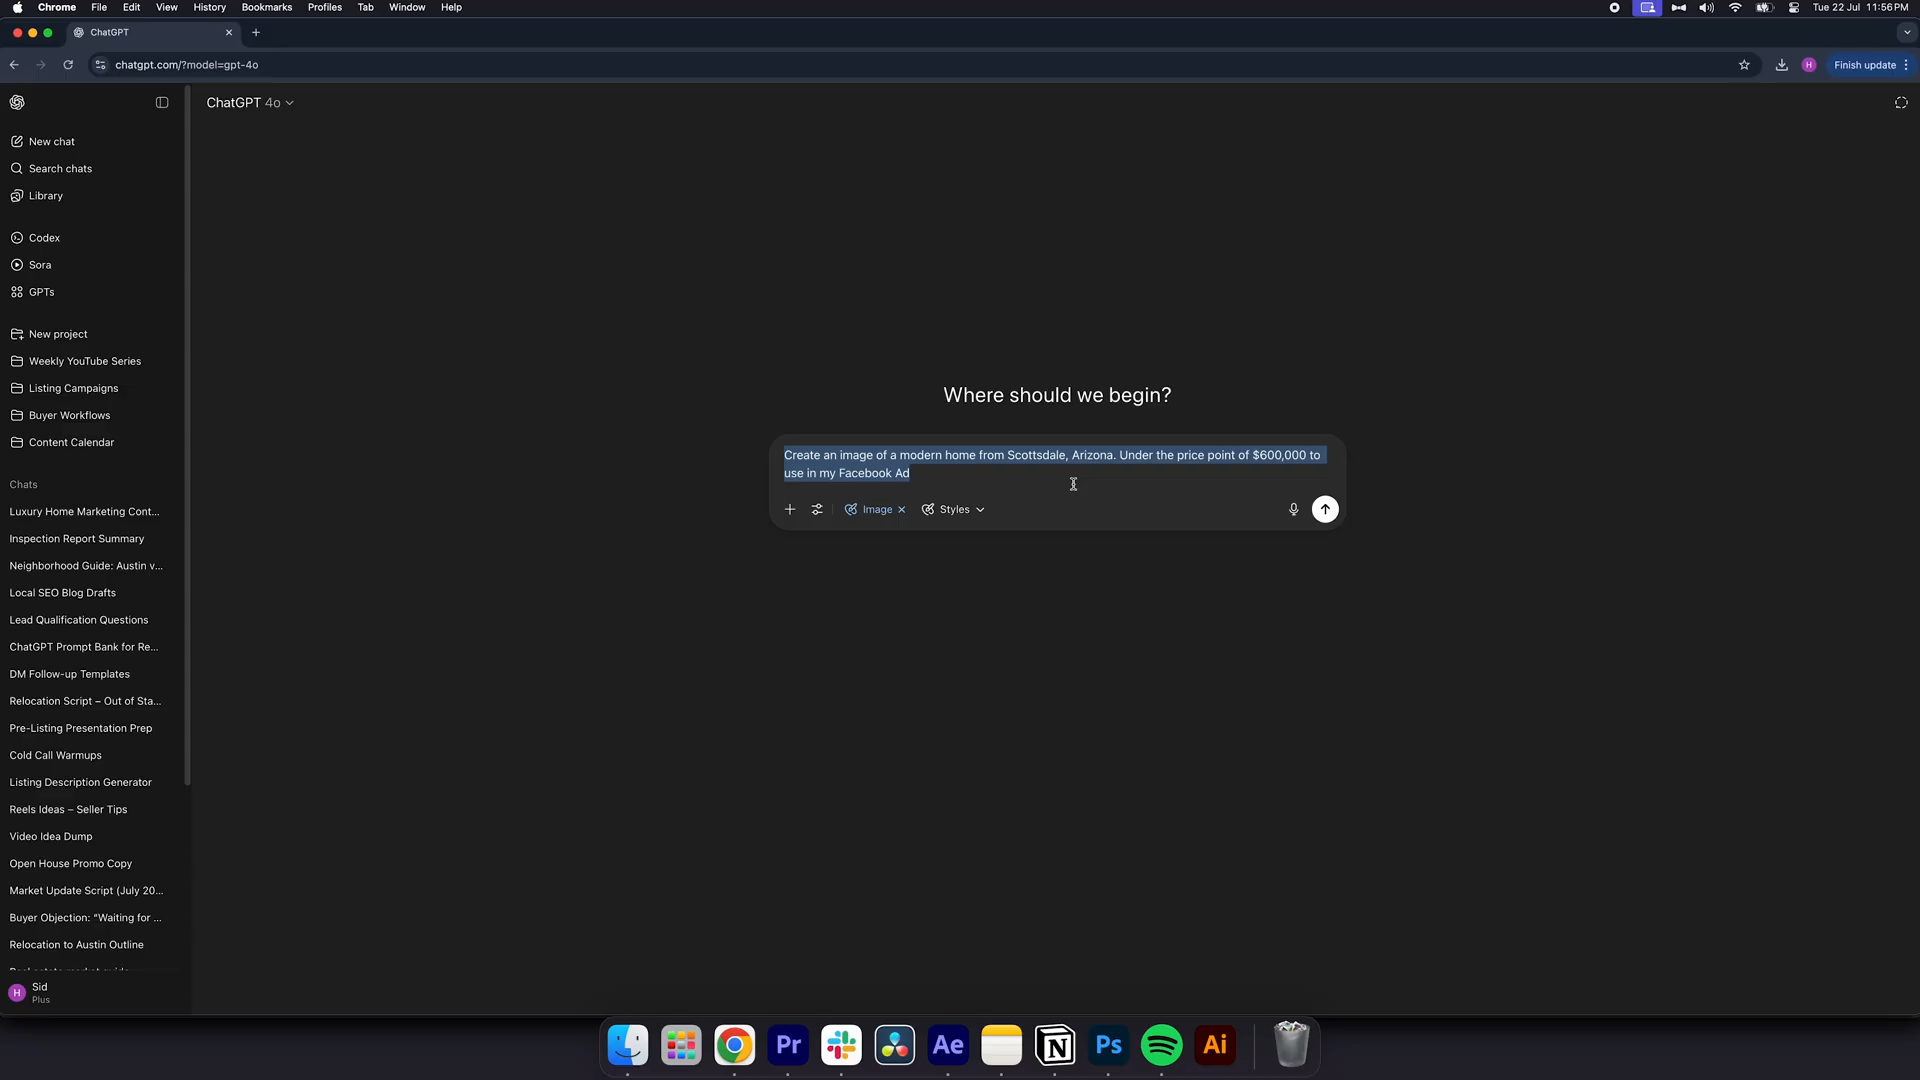 Chrome File Edit View History Bookmarks Profiles Tab Window Help
Tue 22 Jul 11:56 PM
ChatGPT
chatgpt.com/?model=gpt-4o
H
Finish update
ChatGPT 4o
New chat
Search chats
Library
Codex
Sora
GPTs
New project
Weekly YouTube Series
Listing Campaigns
Buyer Workflows
Content Calendar
Chats
Luxury Home Marketing Cont...
Inspection Report Summary
Neighborhood Guide: Austin v...
Local SEO Blog Drafts
Lead Qualification Questions
ChatGPT Prompt Bank for Re...
DM Follow-up Templates
Relocation Script – Out of Sta...
Pre-Listing Presentation Prep
Cold Call Warmups
Listing Description Generator
Reels Ideas – Seller Tips
Video Idea Dump
Open House Promo Copy
Market Update Script (July 20...
Buyer Objection: "Waiting for ...
Relocation to Austin Outline
H
Sid
Plus
Where should we begin?
Create an image of a modern home from Scottsdale, Arizona. Under the price point of $600,000 to
use in my Facebook Ad
Image
Styles
Pr
Ae
N
Ps
Ai